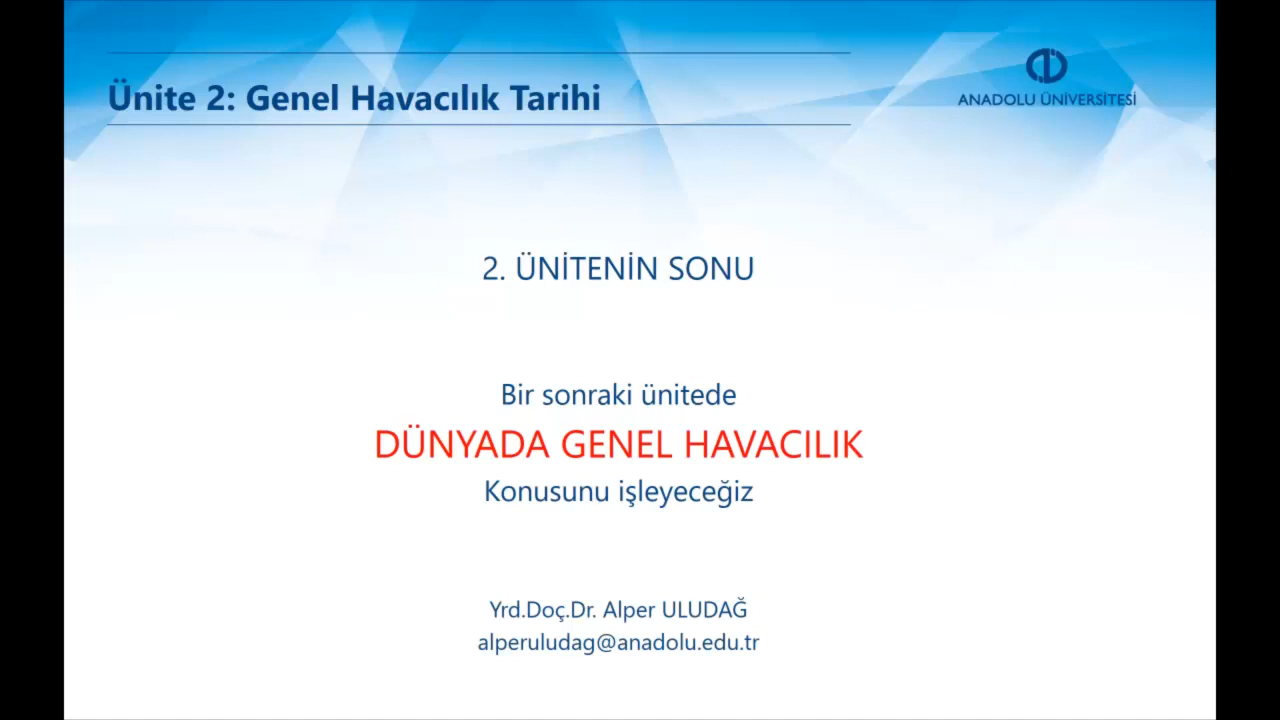 Ünite 2: Genel Havacılık Tarihi
ANADOLU ÜNİVERSİTESİ
2. ÜNİTENİN SONU
Bir sonraki ünitede
DÜNYADA GENEL HAVACILIK
Konusunu işleyeceğiz
Yrd.Doç.Dr. Alper ULUDAĞ
alperuludag@anadolu.edu.tr